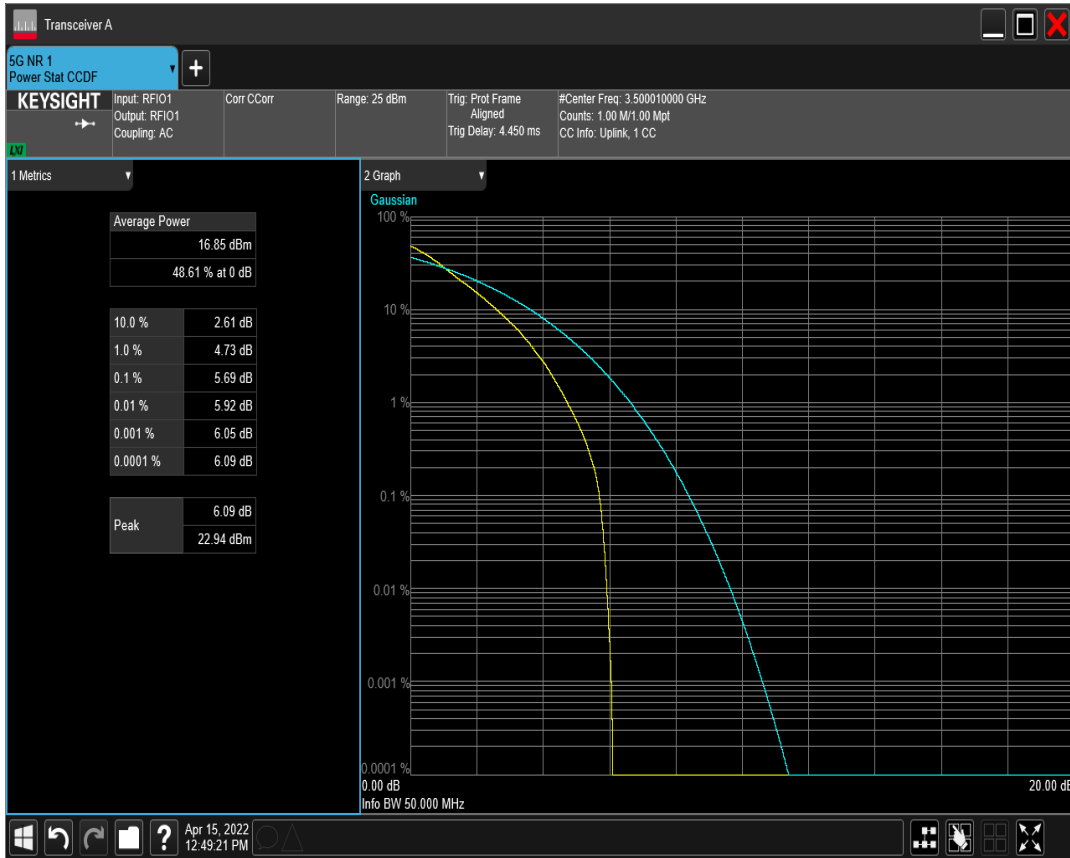 Transceiver A
5G NR 1
Power Stat CCDF
+
KEYSIGHT
LXI
Input: RFIO1
Output: RFIO1
Coupling: AC
Corr CCorr
Range: 25 dBm
Trig: Prot Frame
Aligned
Trig Delay: 4.450 ms
#Center Freq: 3.500010000 GHz
Counts: 1.00 M/1.00 Mpt
CC Info: Uplink, 1 CC
1 Metrics
Average Power
16.85 dBm
48.61 % at 0 dB
10.0 % 2.61 dB
1.0 % 4.73 dB
0.1 % 5.69 dB
0.01 % 5.92 dB
0.001 % 6.05 dB
0.0001 % 6.09 dB
Peak
6.09 dB
22.94 dBm
2 Graph
Gaussian
100 %
10 %
1 %
0.1 %
0.01 %
0.001 %
0.0001 %
0.00 dB
20.00 dB
Info BW 50.000 MHz
?
Apr 15, 2022
12:49:21 PM